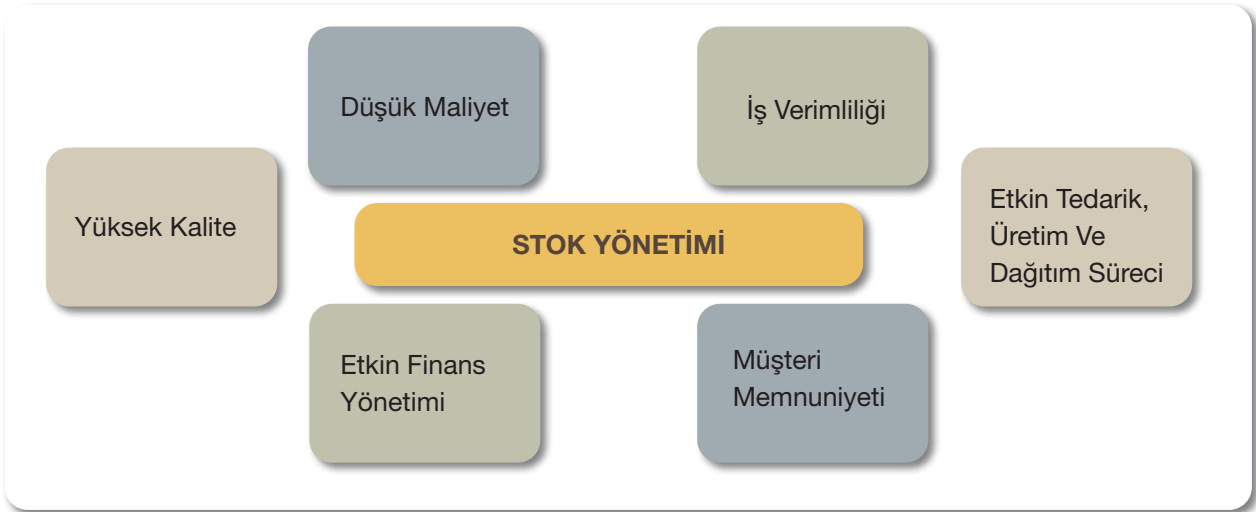 Düşük Maliyet
İş Verimliliği
Yüksek Kalite
STOK YÖNETİMİ
Etkin Tedarik,
Üretim Ve
Dağıtım Süreci
Etkin Finans
Yönetimi
Müşteri
Memnuniyeti